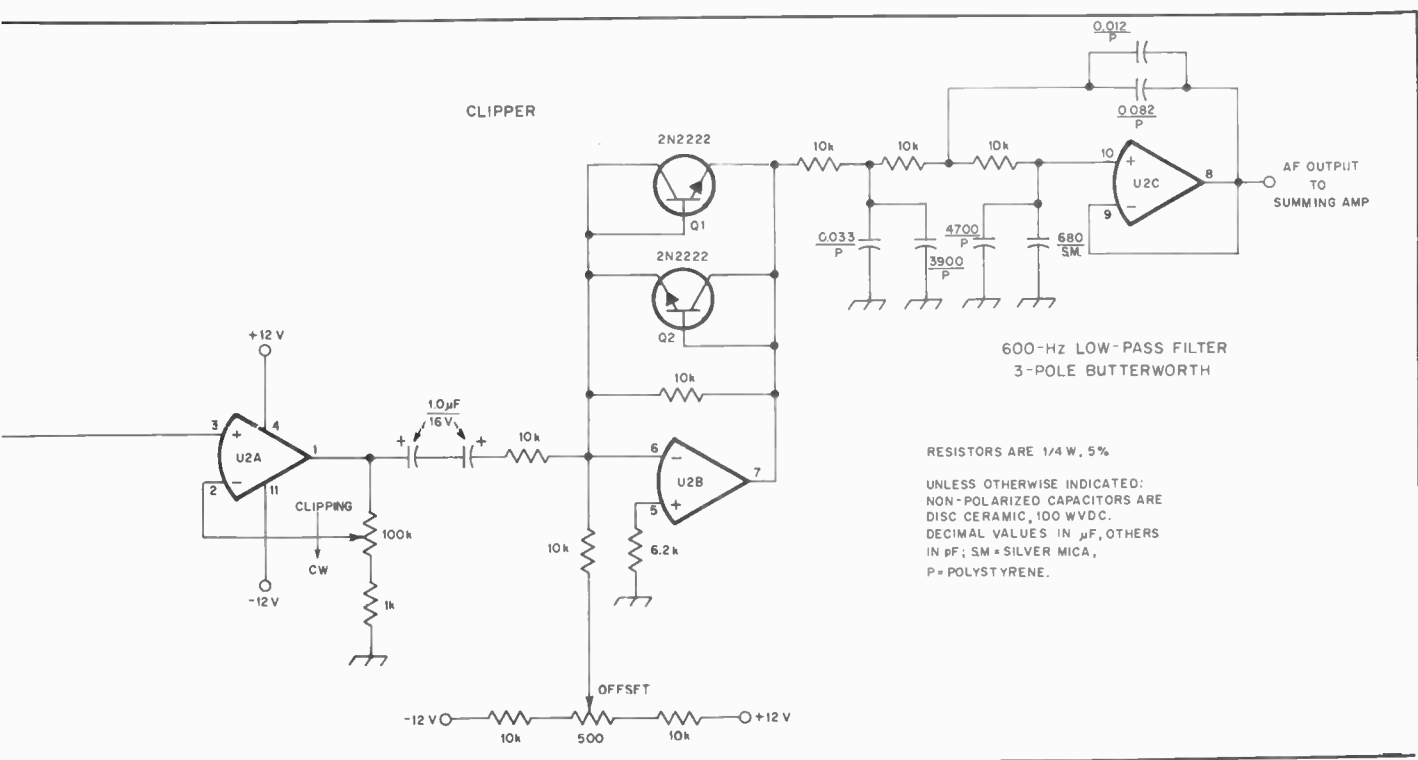 CLIPPER
0.012
P
0.082
P
2N2222
Q1
2N2222
Q2
10k
10k
10k
10
+
U2C
8
9
−
AF OUTPUT
TO
SUMMING AMP
0.033
P
3900
P
4700
P
680
S.M.
600-Hz LOW-PASS FILTER
3-POLE BUTTERWORTH
+12 V
3
+
4
U2A
1
2
−
11
-12V
CLIPPING
CW
100k
1k
1.0µF
16V
+
+
10k
10k
6
−
U2B
7
5
+
6.2k
10k
OFFSET
-12 V
10k
500
10k
+12 V
RESISTORS ARE 1/4 W, 5%
UNLESS OTHERWISE INDICATED:
NON-POLARIZED CAPACITORS ARE
DISC CERAMIC, 100 WVDC.
DECIMAL VALUES IN µF, OTHERS
IN pF; SM = SILVER MICA,
P = POLYSTYRENE.